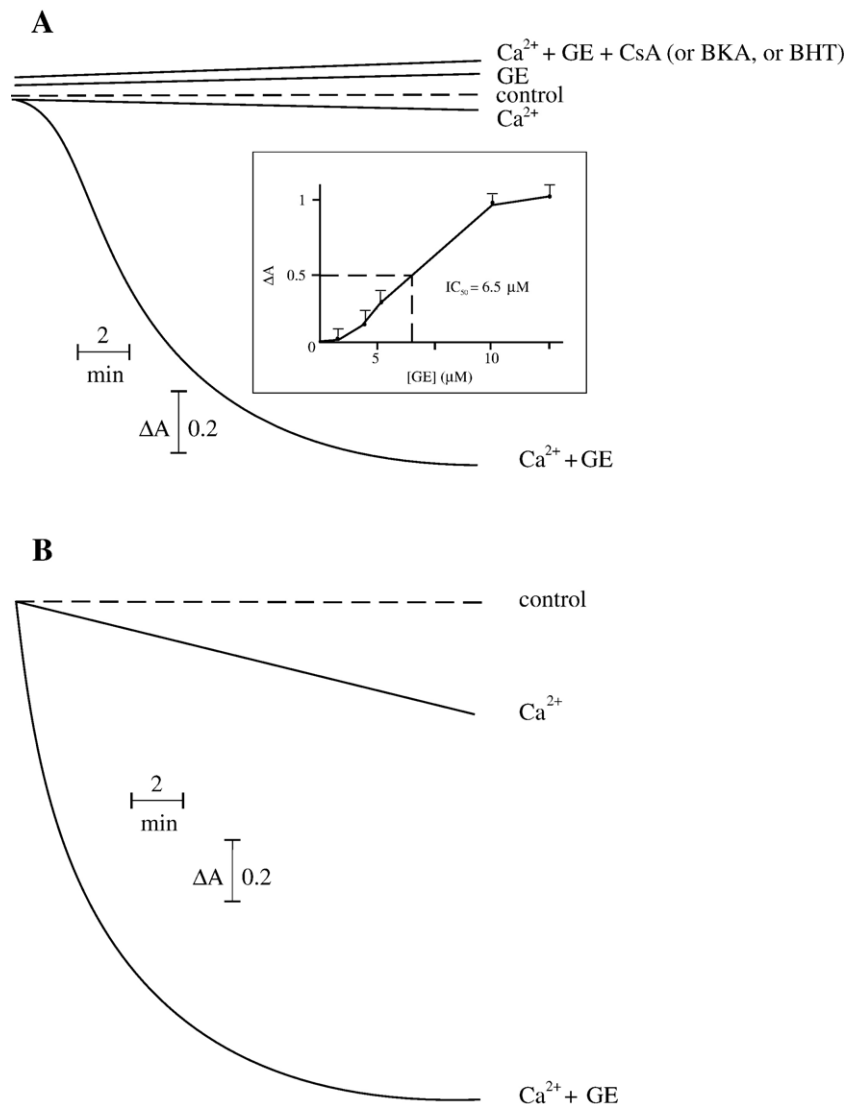 A
Ca²⁺ + GE + CsA (or BKA, or BHT)
GE
control
Ca²⁺
1
0.5
0
ΔA
IC₅₀ = 6.5 µM
5
10
[GE] (µM)
2
min
ΔA 0.2
Ca²⁺ + GE
B
control
Ca²⁺
2
min
ΔA 0.2
Ca²⁺ + GE